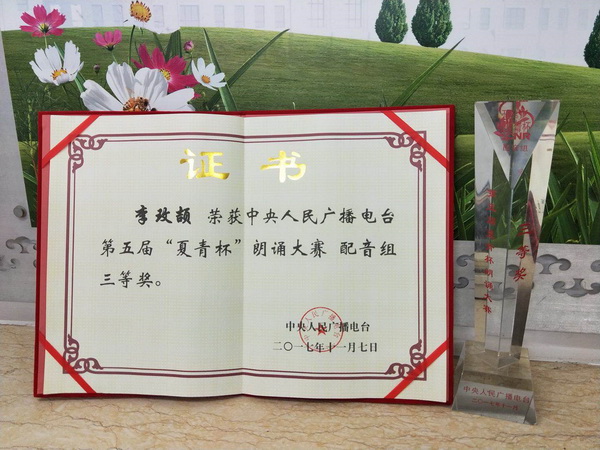 证书
李玫颉 荣获中央人民广播电台
第五届“夏青杯”朗诵大赛 配音组
三等奖。
中央人民广播电台
二〇一七年十一月七日
三等奖
中央人民广播电台